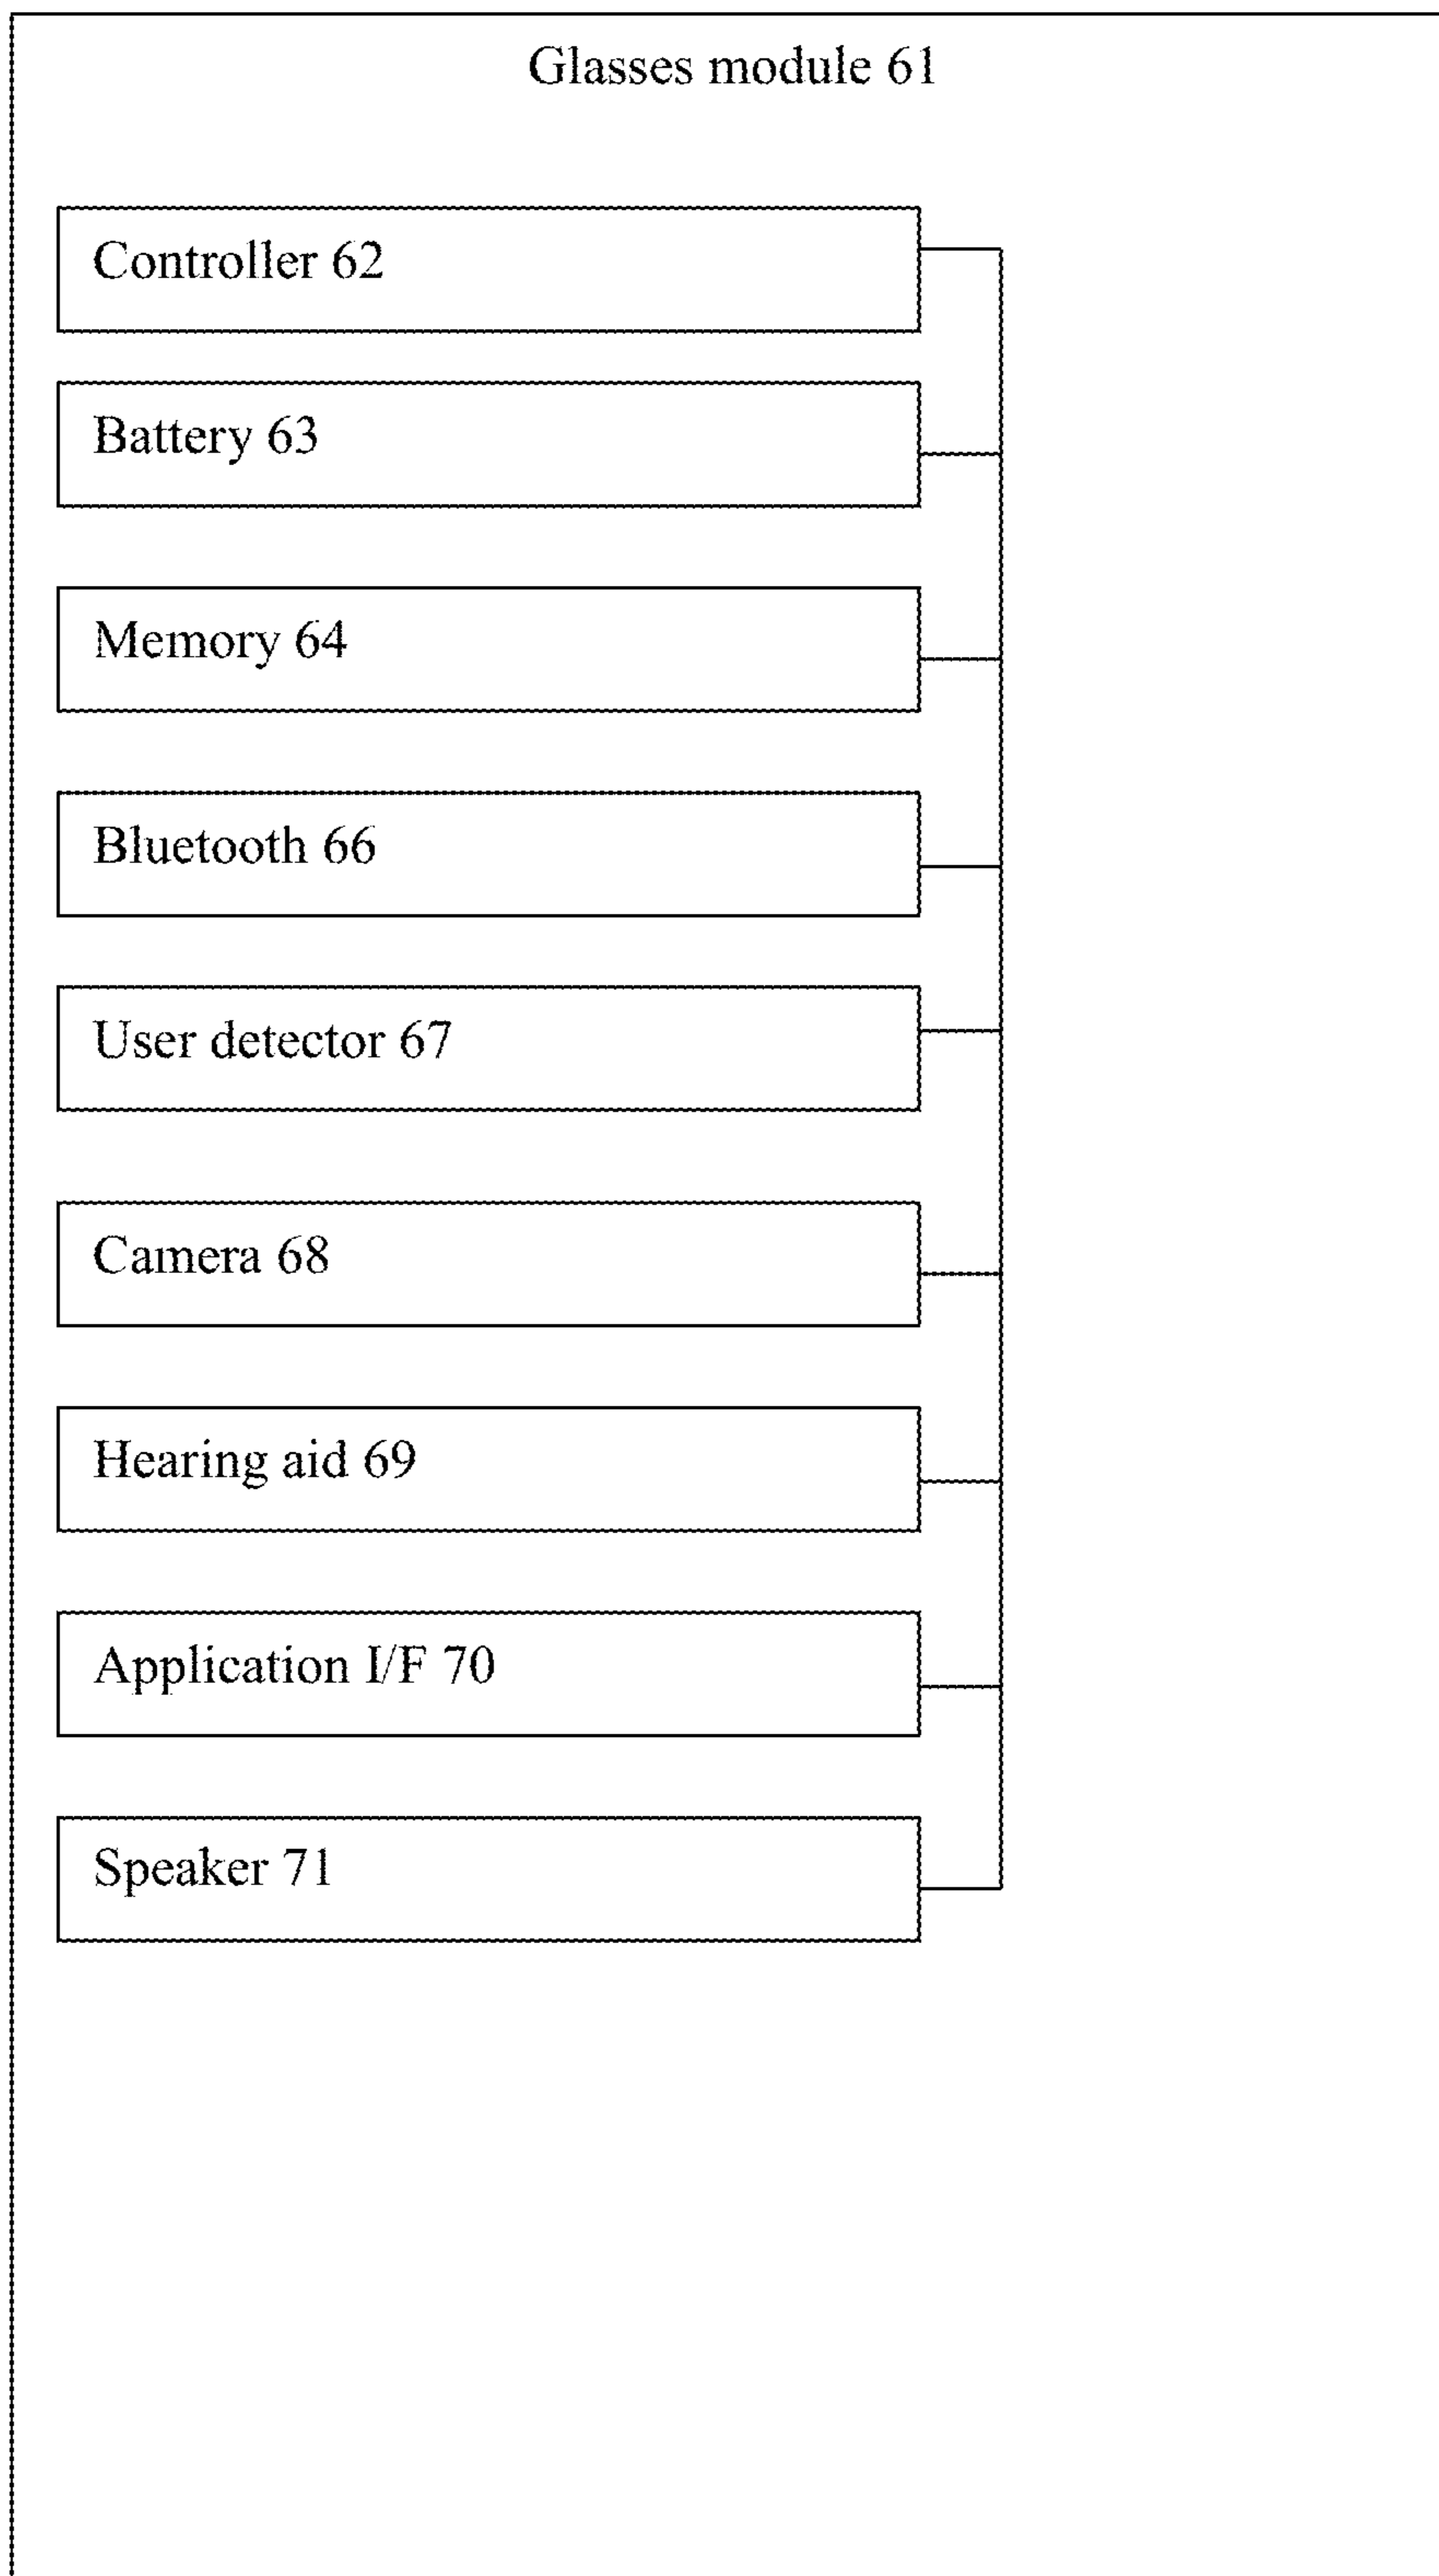 Glasses module 61
Controller 62
Battery 63
Memory 64
Bluetooth 66
User detector 67
Camera 68
Hearing aid 69
Application I/F 70
Speaker 71